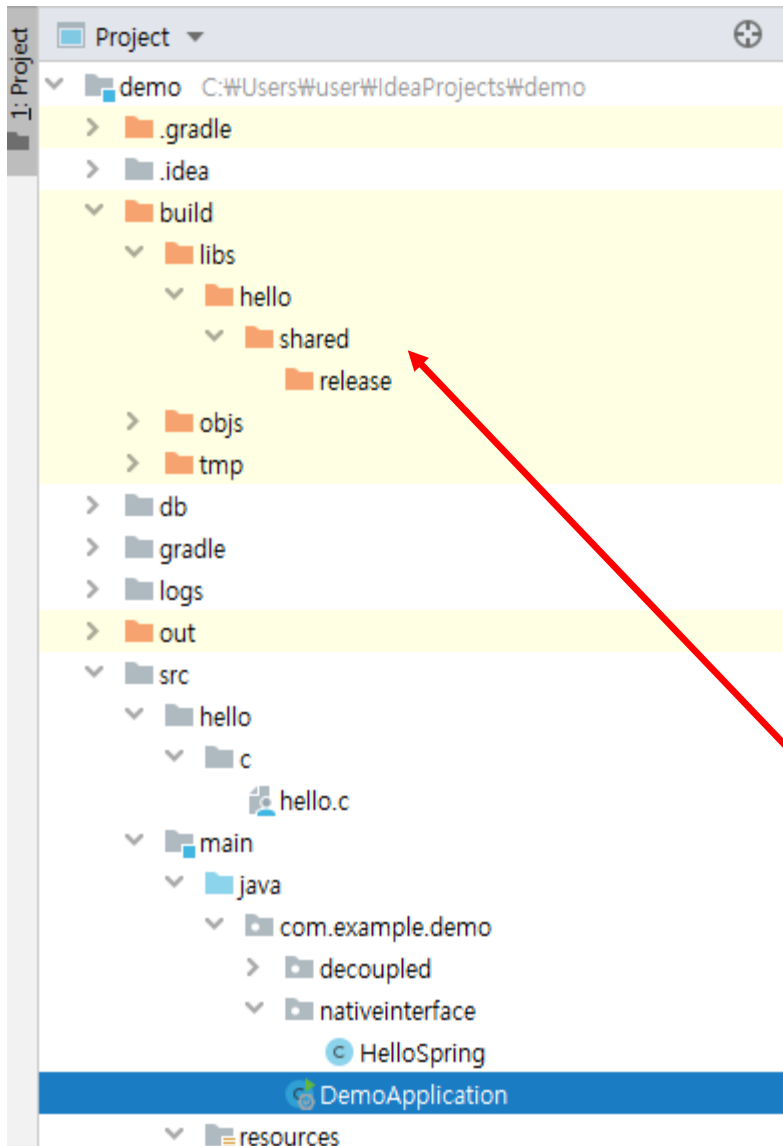 1: Project
Project
demo C:₩Users₩user₩IdeaProjects₩demo
.gradle
.idea
build
libs
hello
shared
release
objs
tmp
db
gradle
logs
out
src
hello
c
hello.c
main
java
com.example.demo
decoupled
nativeinterface
C HelloSpring
DemoApplication
resources